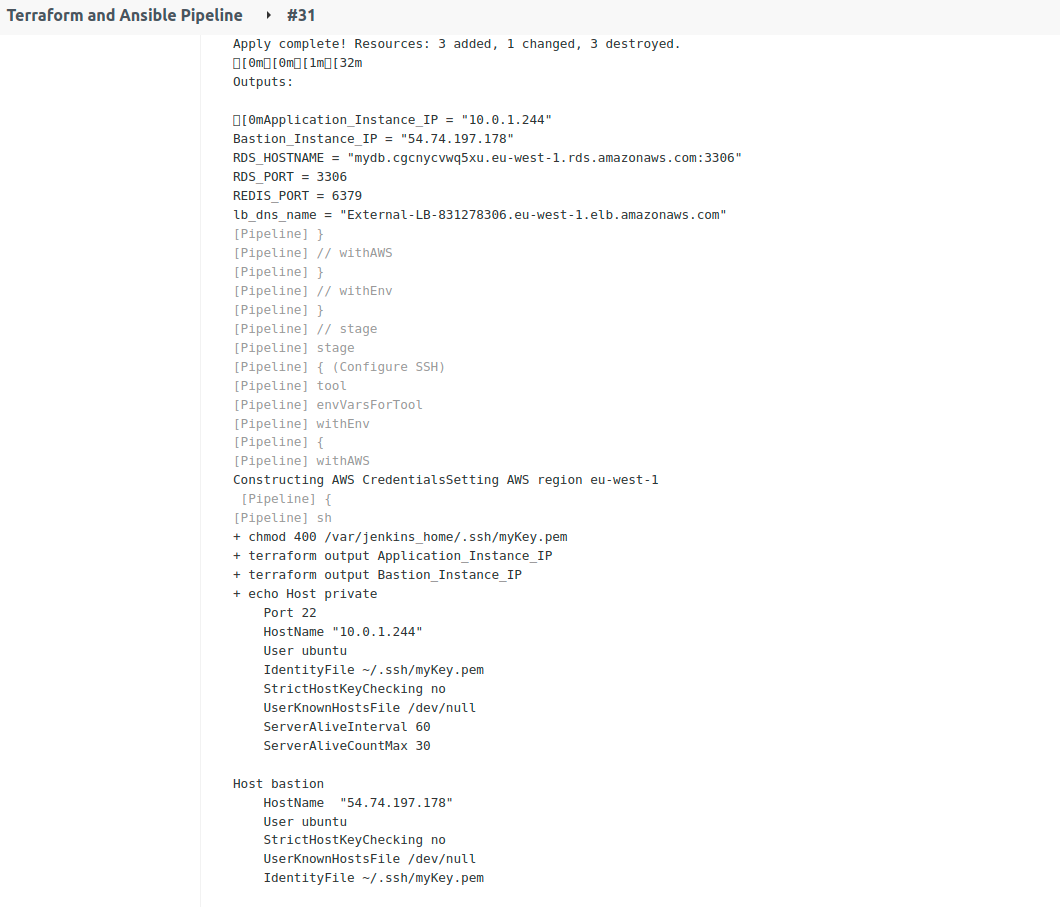 Terraform and Ansible Pipeline ‣ #31
Apply complete! Resources: 3 added, 1 changed, 3 destroyed.
□[0m□[0m□[1m□[32m
Outputs:
□[0mApplication_Instance_IP = "10.0.1.244"
Bastion_Instance_IP = "54.74.197.178"
RDS_HOSTNAME = "mydb.cgcnycvwq5xu.eu-west-1.rds.amazonaws.com:3306"
RDS_PORT = 3306
REDIS_PORT = 6379
lb_dns_name = "External-LB-831278306.eu-west-1.elb.amazonaws.com"
[Pipeline] }
[Pipeline] // withAWS
[Pipeline] }
[Pipeline] // withEnv
[Pipeline] }
[Pipeline] // stage
[Pipeline] stage
[Pipeline] { (Configure SSH)
[Pipeline] tool
[Pipeline] envVarsForTool
[Pipeline] withEnv
[Pipeline] {
[Pipeline] withAWS
Constructing AWS CredentialsSetting AWS region eu-west-1
[Pipeline] {
[Pipeline] sh
+ chmod 400 /var/jenkins_home/.ssh/myKey.pem
+ terraform output Application_Instance_IP
+ terraform output Bastion_Instance_IP
+ echo Host private
Port 22
HostName "10.0.1.244"
User ubuntu
IdentityFile ~/.ssh/myKey.pem
StrictHostKeyChecking no
UserKnownHostsFile /dev/null
ServerAliveInterval 60
ServerAliveCountMax 30
Host bastion
HostName  "54.74.197.178"
User ubuntu
StrictHostKeyChecking no
UserKnownHostsFile /dev/null
IdentityFile ~/.ssh/myKey.pem